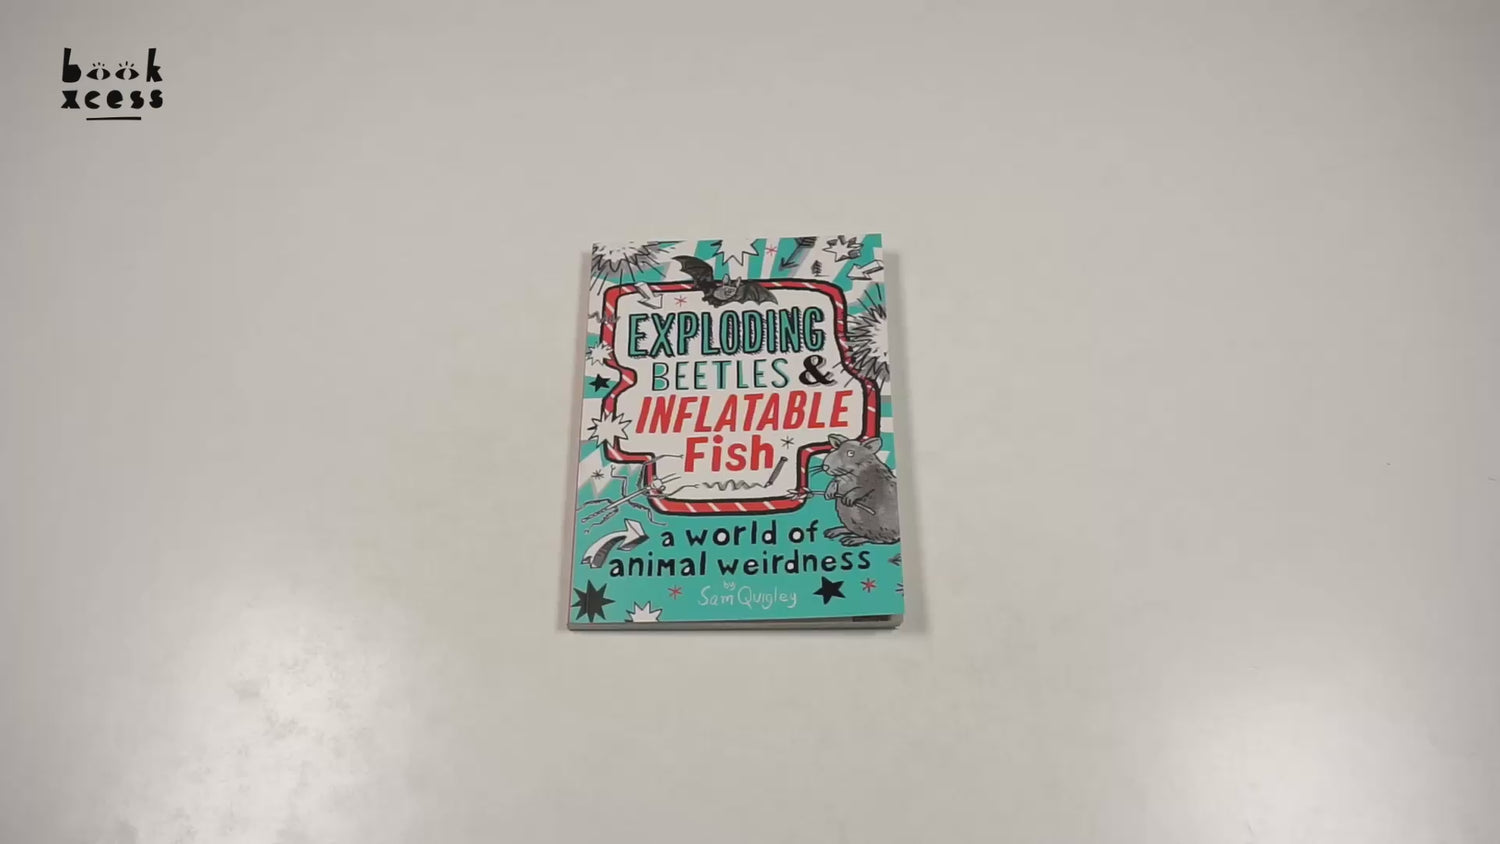 book
xcess
EXPLODING
BEETLES &
INFLATABLE
Fish
a world of
animal weirdness
by
Sam Quigley